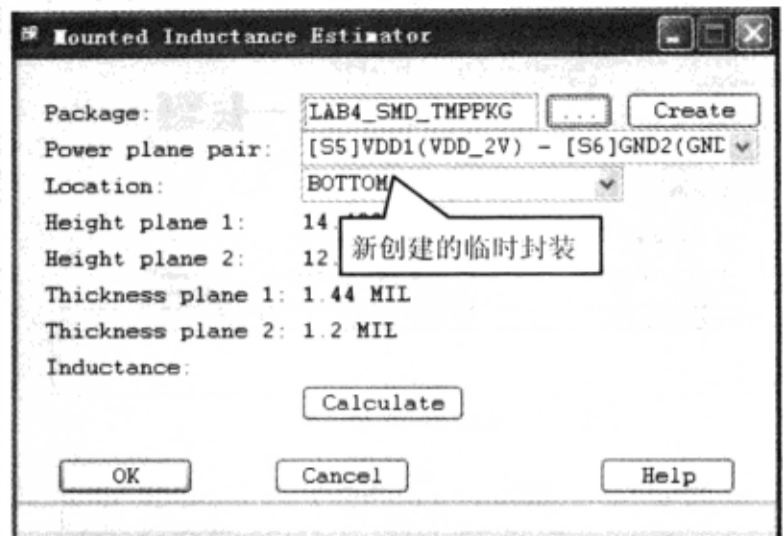 Mounted Inductance Estimator
Package: LAB4_SMD_TMPPKG ... Create
Power plane pair: [S5]VDD1(VDD_2V) - [S6]GND2(GND
Location: BOTTOM
Height plane 1: 14.
Height plane 2: 12.
新创建的临时封装
Thickness plane 1: 1.44 MIL
Thickness plane 2: 1.2 MIL
Inductance:
Calculate
OK Cancel Help